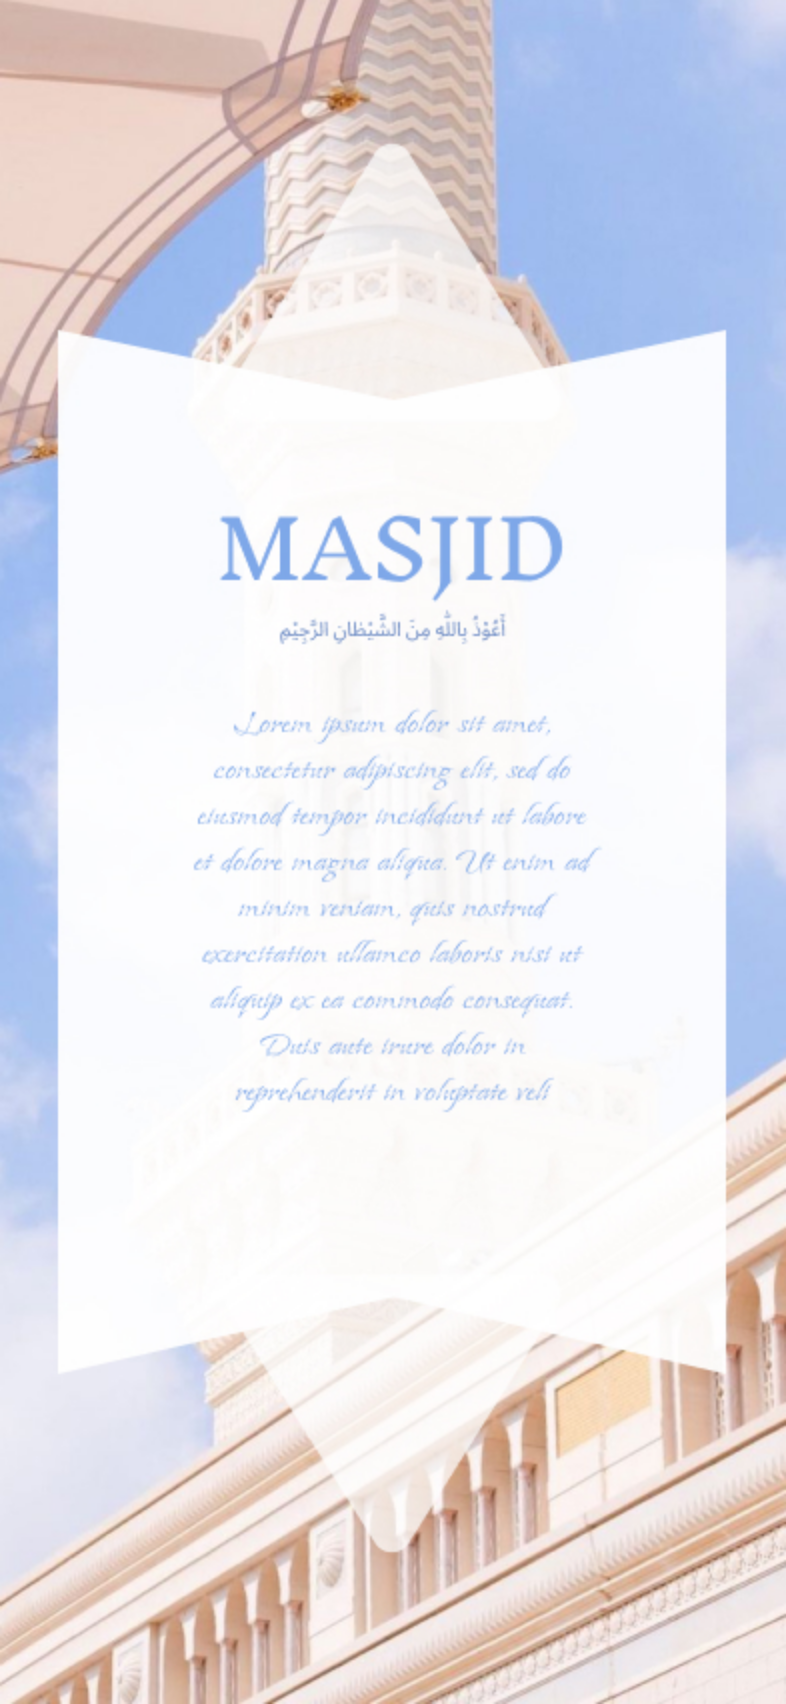 MASJID
أَعُوْذُ بِاللّٰهِ مِنَ الشَّيْطَانِ الرَّجِيْمِ
Lorem ipsum dolor sit amet,
consectetur adipiscing elit, sed do
eiusmod tempor incididunt ut labore
et dolore magna aliqua. Ut enim ad
minim veniam, quis nostrud
exercitation ullamco laboris nisi ut
aliquip ex ea commodo consequat.
Duis aute irure dolor in
reprehenderit in voluptate veli